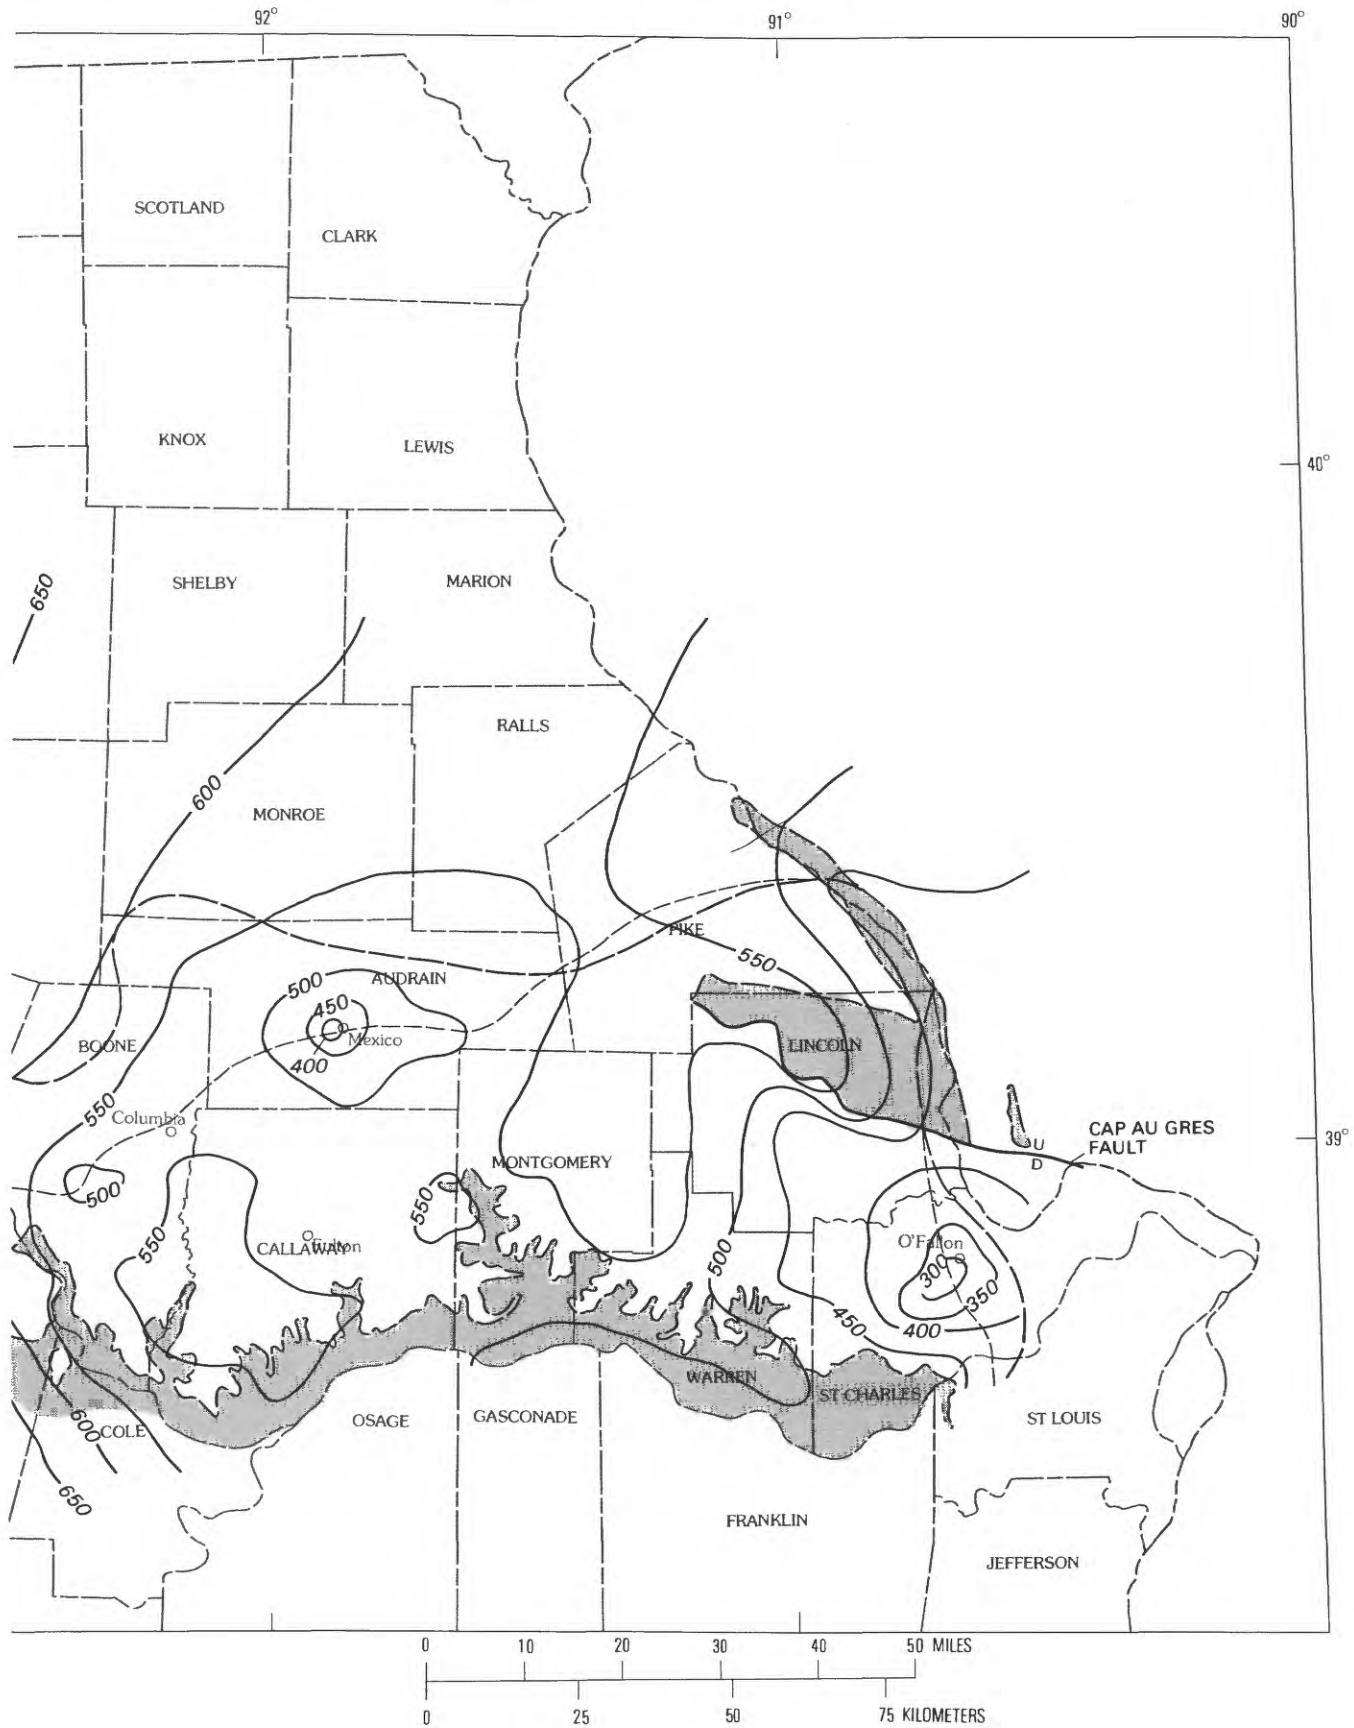 92°
91°
90°
SCOTLAND
CLARK
KNOX
LEWIS
40°
SHELBY
MARION
650
RALLS
600
MONROE
PIKE
550
500
AUDRAIN
450
Mexico
400
BOONE
LINCOLN
550
Columbia
CAP AU GRES
FAULT
U
D
39°
MONTGOMERY
500
550
550
CALLAWAY
Fulton
O'Fallon
500
300
350
450
400
WARREN
ST CHARLES
600
COLE
OSAGE
GASCONADE
ST LOUIS
650
FRANKLIN
JEFFERSON
0 10 20 30 40 50 MILES
0 25 50 75 KILOMETERS